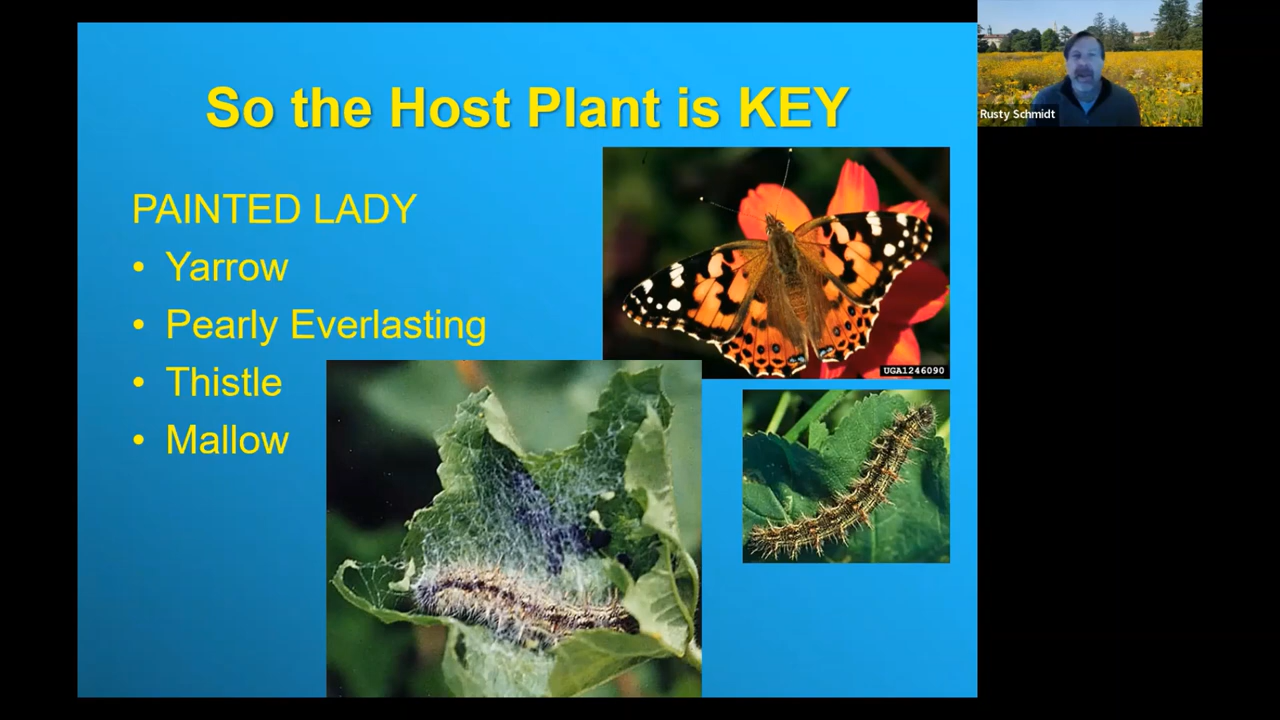 So the Host Plant is KEY
PAINTED LADY
• Yarrow
• Pearly Everlasting
• Thistle
• Mallow
UGA1246090
Rusty Schmidt